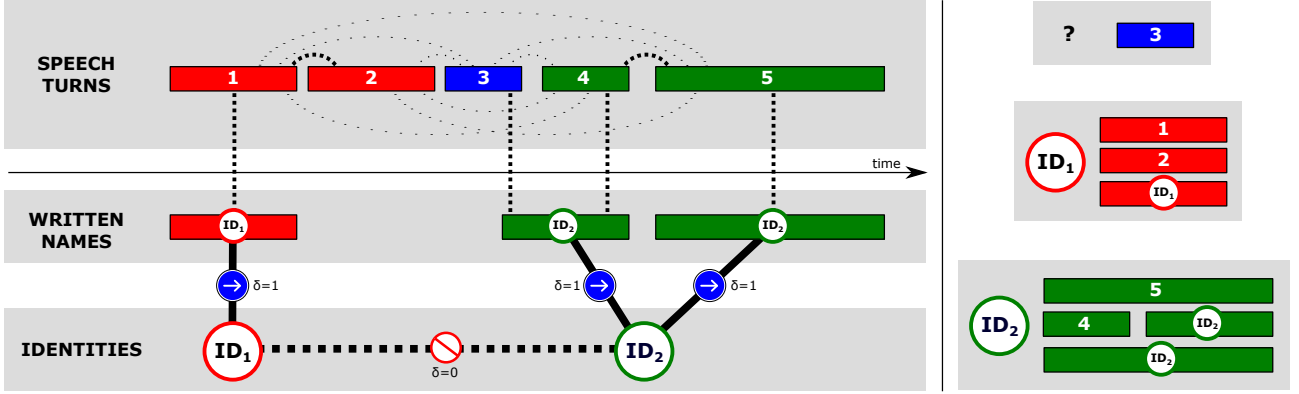 SPEECH
TURNS
1 2 3 4 5
time
WRITTEN
NAMES
ID₁ ID₂ ID₂
δ=1 δ=1 δ=1
IDENTITIES
ID₁ ID₂
δ=0
? 3
1
ID₁ 2
ID₁
5
ID₂ 4 ID₂
ID₂